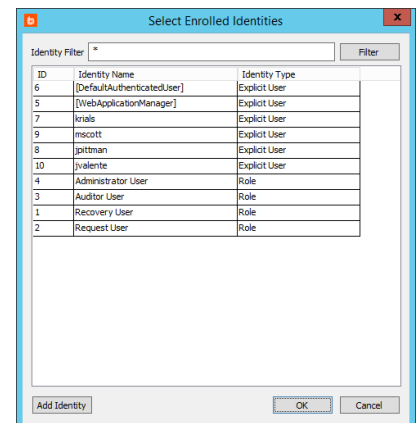 Select Enrolled Identities
x
Identity Filter * Filter
ID Identity Name Identity Type
6 [DefaultAuthenticatedUser] Explicit User
5 [WebApplicationManager] Explicit User
7 krials Explicit User
9 mscott Explicit User
8 jpittman Explicit User
10 jvalente Explicit User
4 Administrator User Role
3 Auditor User Role
1 Recovery User Role
2 Request User Role
Add Identity OK Cancel